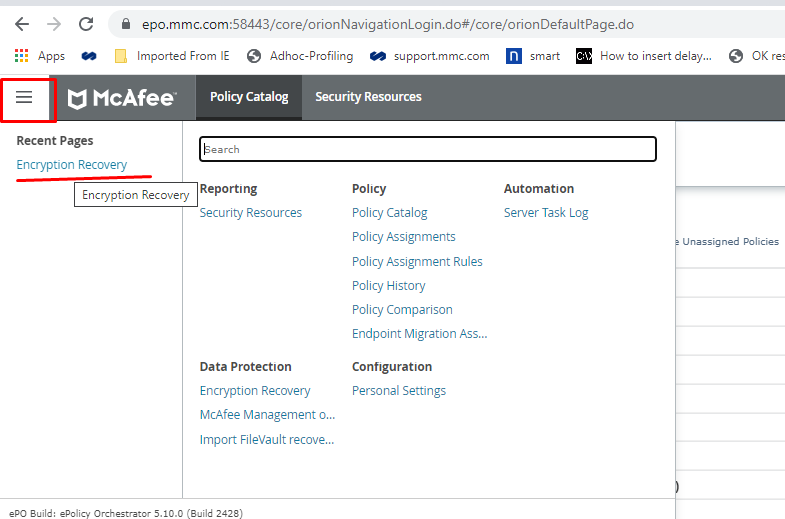 epo.mmc.com:58443/core/orionNavigationLogin.do#/core/orionDefaultPage.do
Apps Imported From IE Adhoc-Profiling support.mmc.com n smart C:\X How to insert delay... OK res
McAfee™ Policy Catalog Security Resources
Recent Pages
Encryption Recovery
Encryption Recovery
Search
Reporting
Security Resources
Policy
Policy Catalog
Policy Assignments
Policy Assignment Rules
Policy History
Policy Comparison
Endpoint Migration Ass...
Automation
Server Task Log
Data Protection
Encryption Recovery
McAfee Management o...
Import FileVault recove...
Configuration
Personal Settings
e Unassigned Policies
)
ePO Build: ePolicy Orchestrator 5.10.0 (Build 2428)